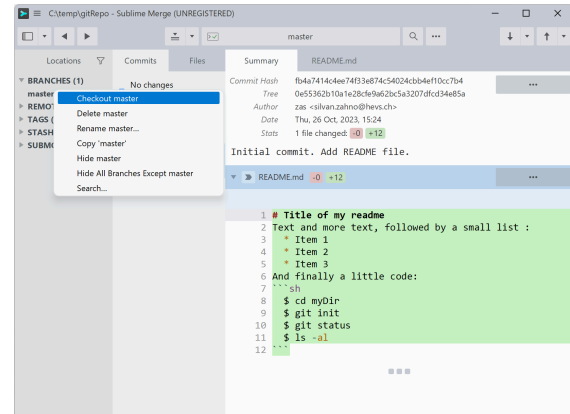 C:\temp\gitRepo - Sublime Merge (UNREGISTERED)
master
Locations
Commits
Files
Summary
README.md
BRANCHES (1)
master
REMO
TAGS (
STASH
SUBM
No changes
Checkout master
Delete master
Rename master...
Copy 'master'
Hide master
Hide All Branches Except master
Search...
Commit Hash fb4a7414c4ee74f33e874c54024cbb4ef10cc7b4
Tree 0e55362b10a1e28cfe9a62bc5a3207dfcd34e85a
Author zas <silvan.zahno@hevs.ch>
Date Thu, 26 Oct, 2023, 15:24
Stats 1 file changed: -0 +12
Initial commit. Add README file.
README.md -0 +12
1 # Title of my readme
2 Text and more text, followed by a small list :
3 * Item 1
4 * Item 2
5 * Item 3
6 And finally a little code:
7 ```sh
8 $ cd myDir
9 $ git init
10 $ git status
11 $ ls -al
12 ```